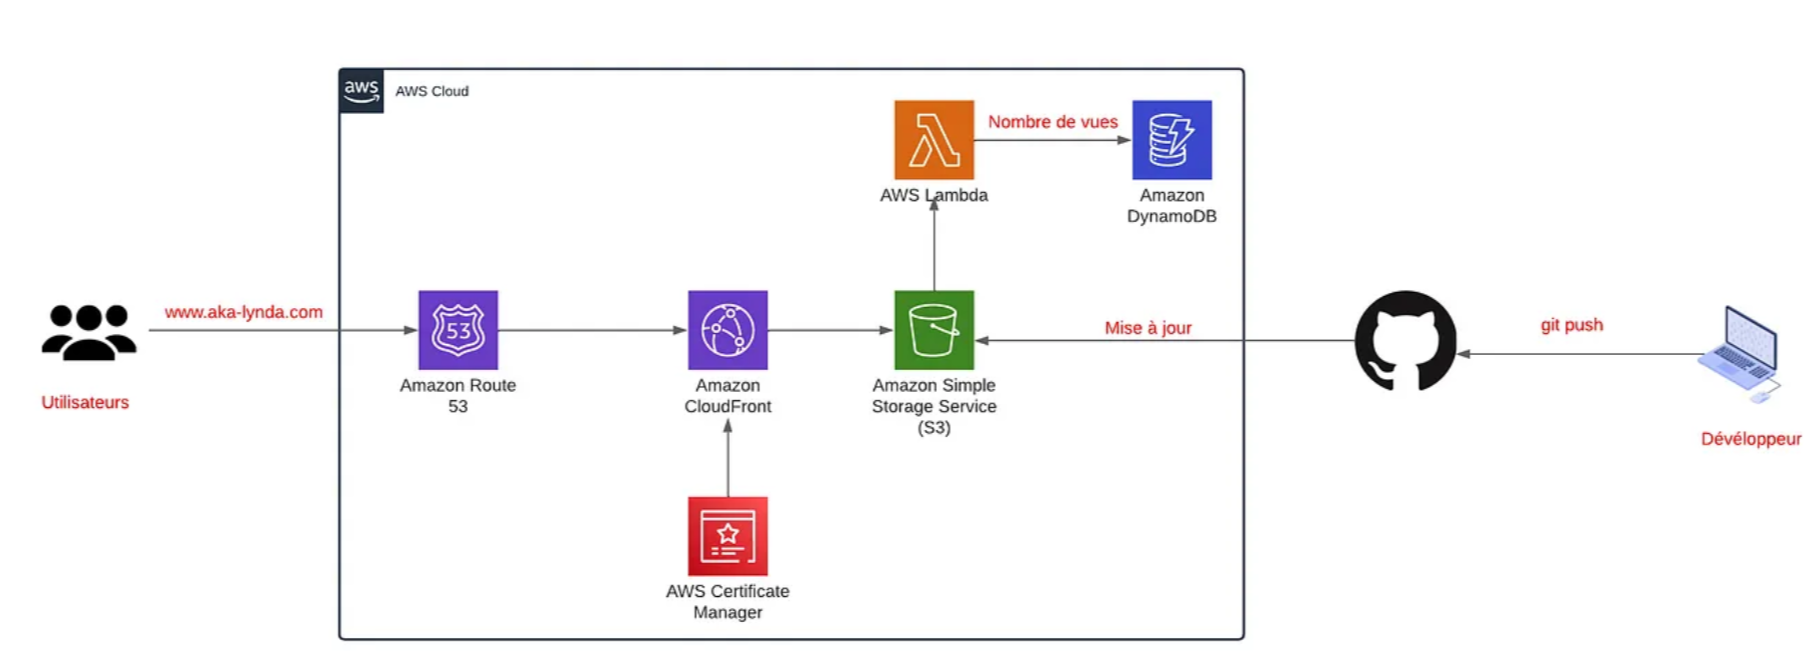 aws
AWS Cloud
Nombre de vues
AWS Lambda
Amazon
DynamoDB
www.aka-lynda.com
53
Mise à jour
git push
Utilisateurs
Amazon Route
53
Amazon
CloudFront
Amazon Simple
Storage Service
(S3)
Dévéloppeur
AWS Certificate
Manager